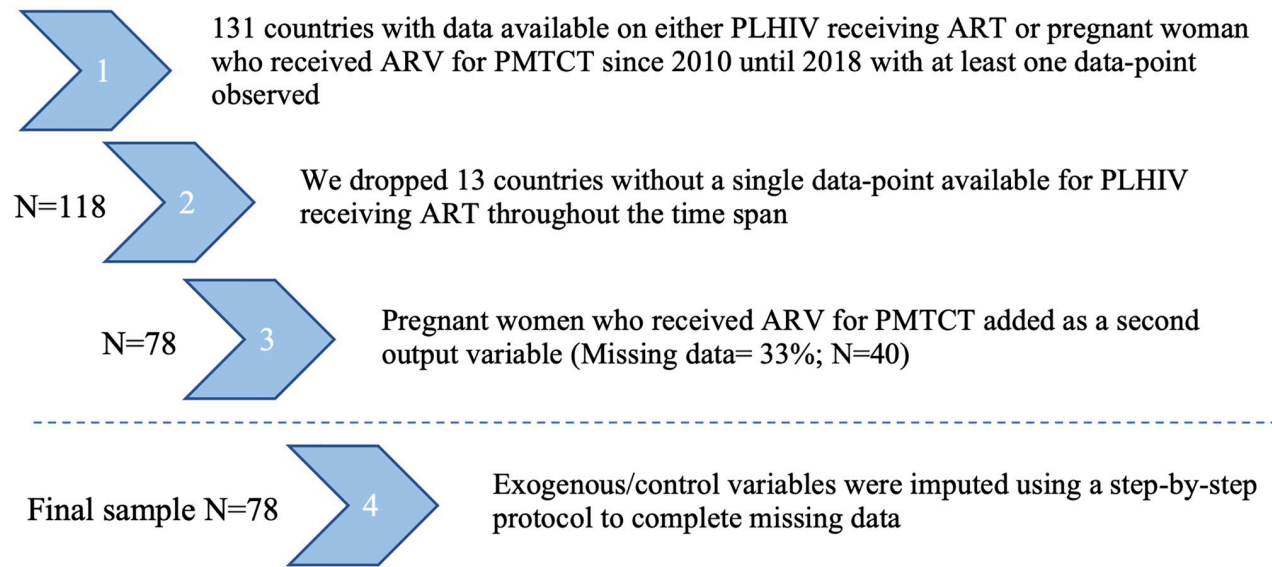 1
131 countries with data available on either PLHIV receiving ART or pregnant woman
who received ARV for PMTCT since 2010 until 2018 with at least one data-point
observed
N=118
2
We dropped 13 countries without a single data-point available for PLHIV
receiving ART throughout the time span
N=78
3
Pregnant women who received ARV for PMTCT added as a second
output variable (Missing data= 33%; N=40)
Final sample N=78
4
Exogenous/control variables were imputed using a step-by-step
protocol to complete missing data